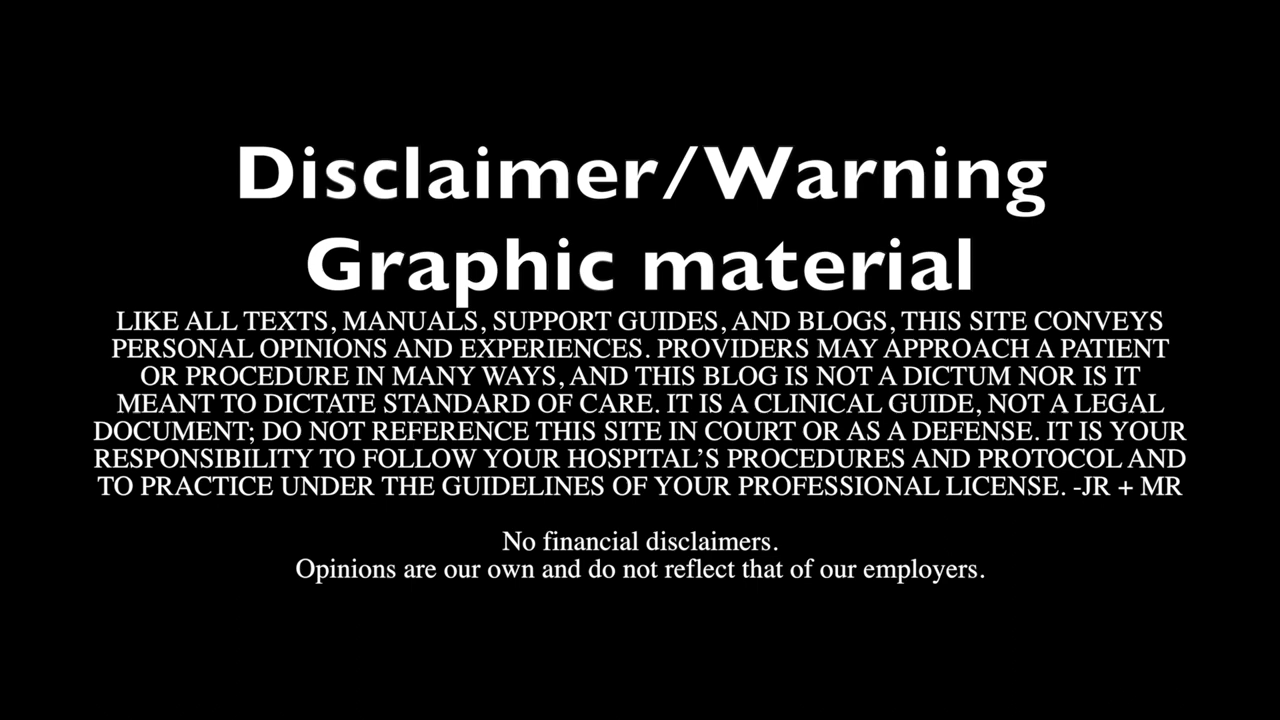 Disclaimer/Warning
Graphic material
LIKE ALL TEXTS, MANUALS, SUPPORT GUIDES, AND BLOGS, THIS SITE CONVEYS
PERSONAL OPINIONS AND EXPERIENCES. PROVIDERS MAY APPROACH A PATIENT
OR PROCEDURE IN MANY WAYS, AND THIS BLOG IS NOT A DICTUM NOR IS IT
MEANT TO DICTATE STANDARD OF CARE. IT IS A CLINICAL GUIDE, NOT A LEGAL
DOCUMENT; DO NOT REFERENCE THIS SITE IN COURT OR AS A DEFENSE. IT IS YOUR
RESPONSIBILITY TO FOLLOW YOUR HOSPITAL’S PROCEDURES AND PROTOCOL AND
TO PRACTICE UNDER THE GUIDELINES OF YOUR PROFESSIONAL LICENSE. -JR + MR
No financial disclaimers.
Opinions are our own and do not reflect that of our employers.